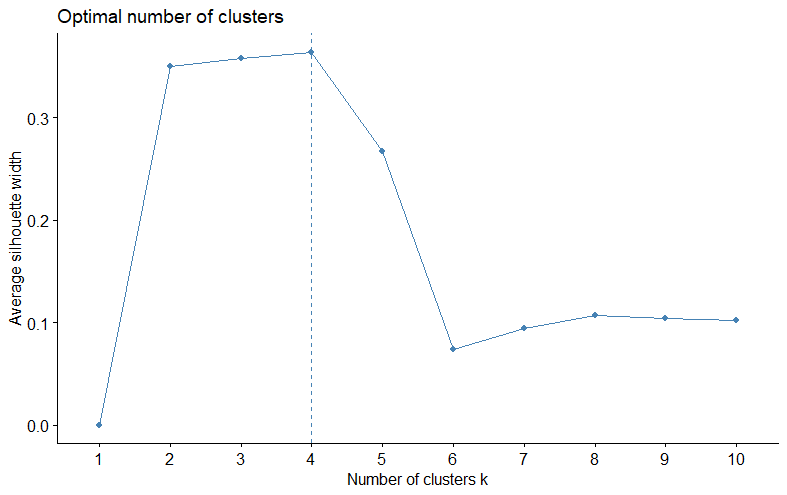 Optimal number of clusters
Average silhouette width
0.3
0.2
0.1
0.0
1 2 3 4 5 6 7 8 9 10
Number of clusters k